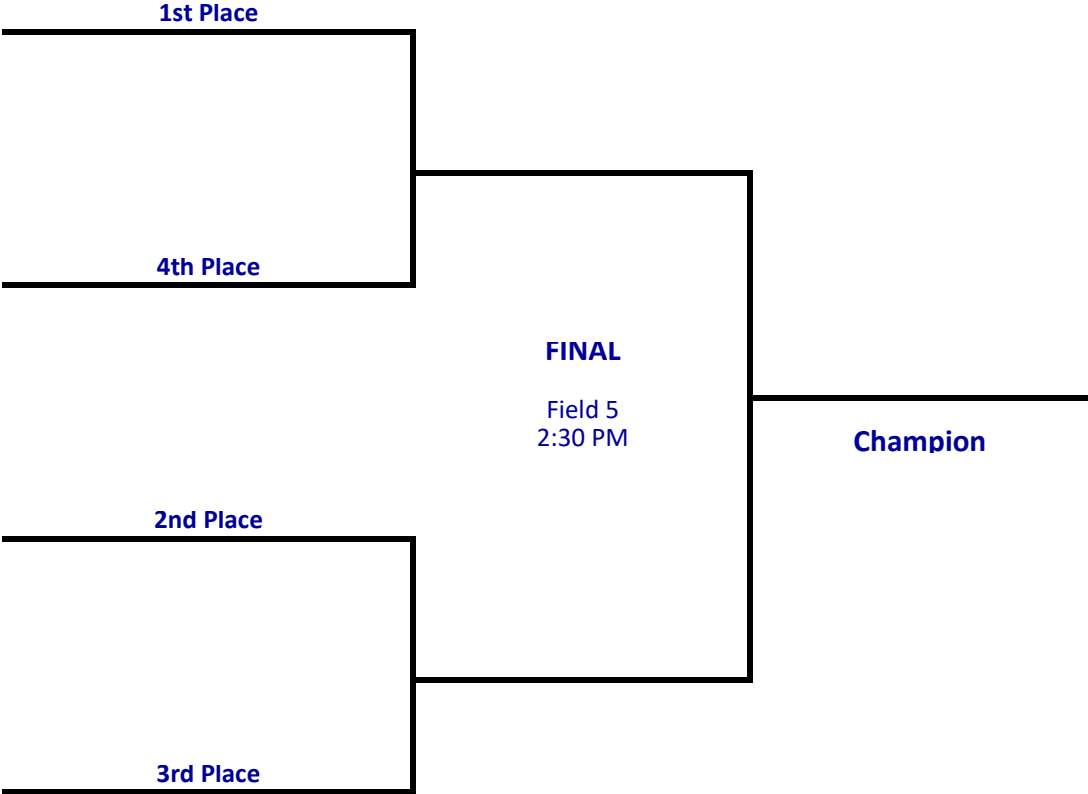 1st Place
4th Place
FINAL
Field 5
2:30 PM
Champion
2nd Place
3rd Place